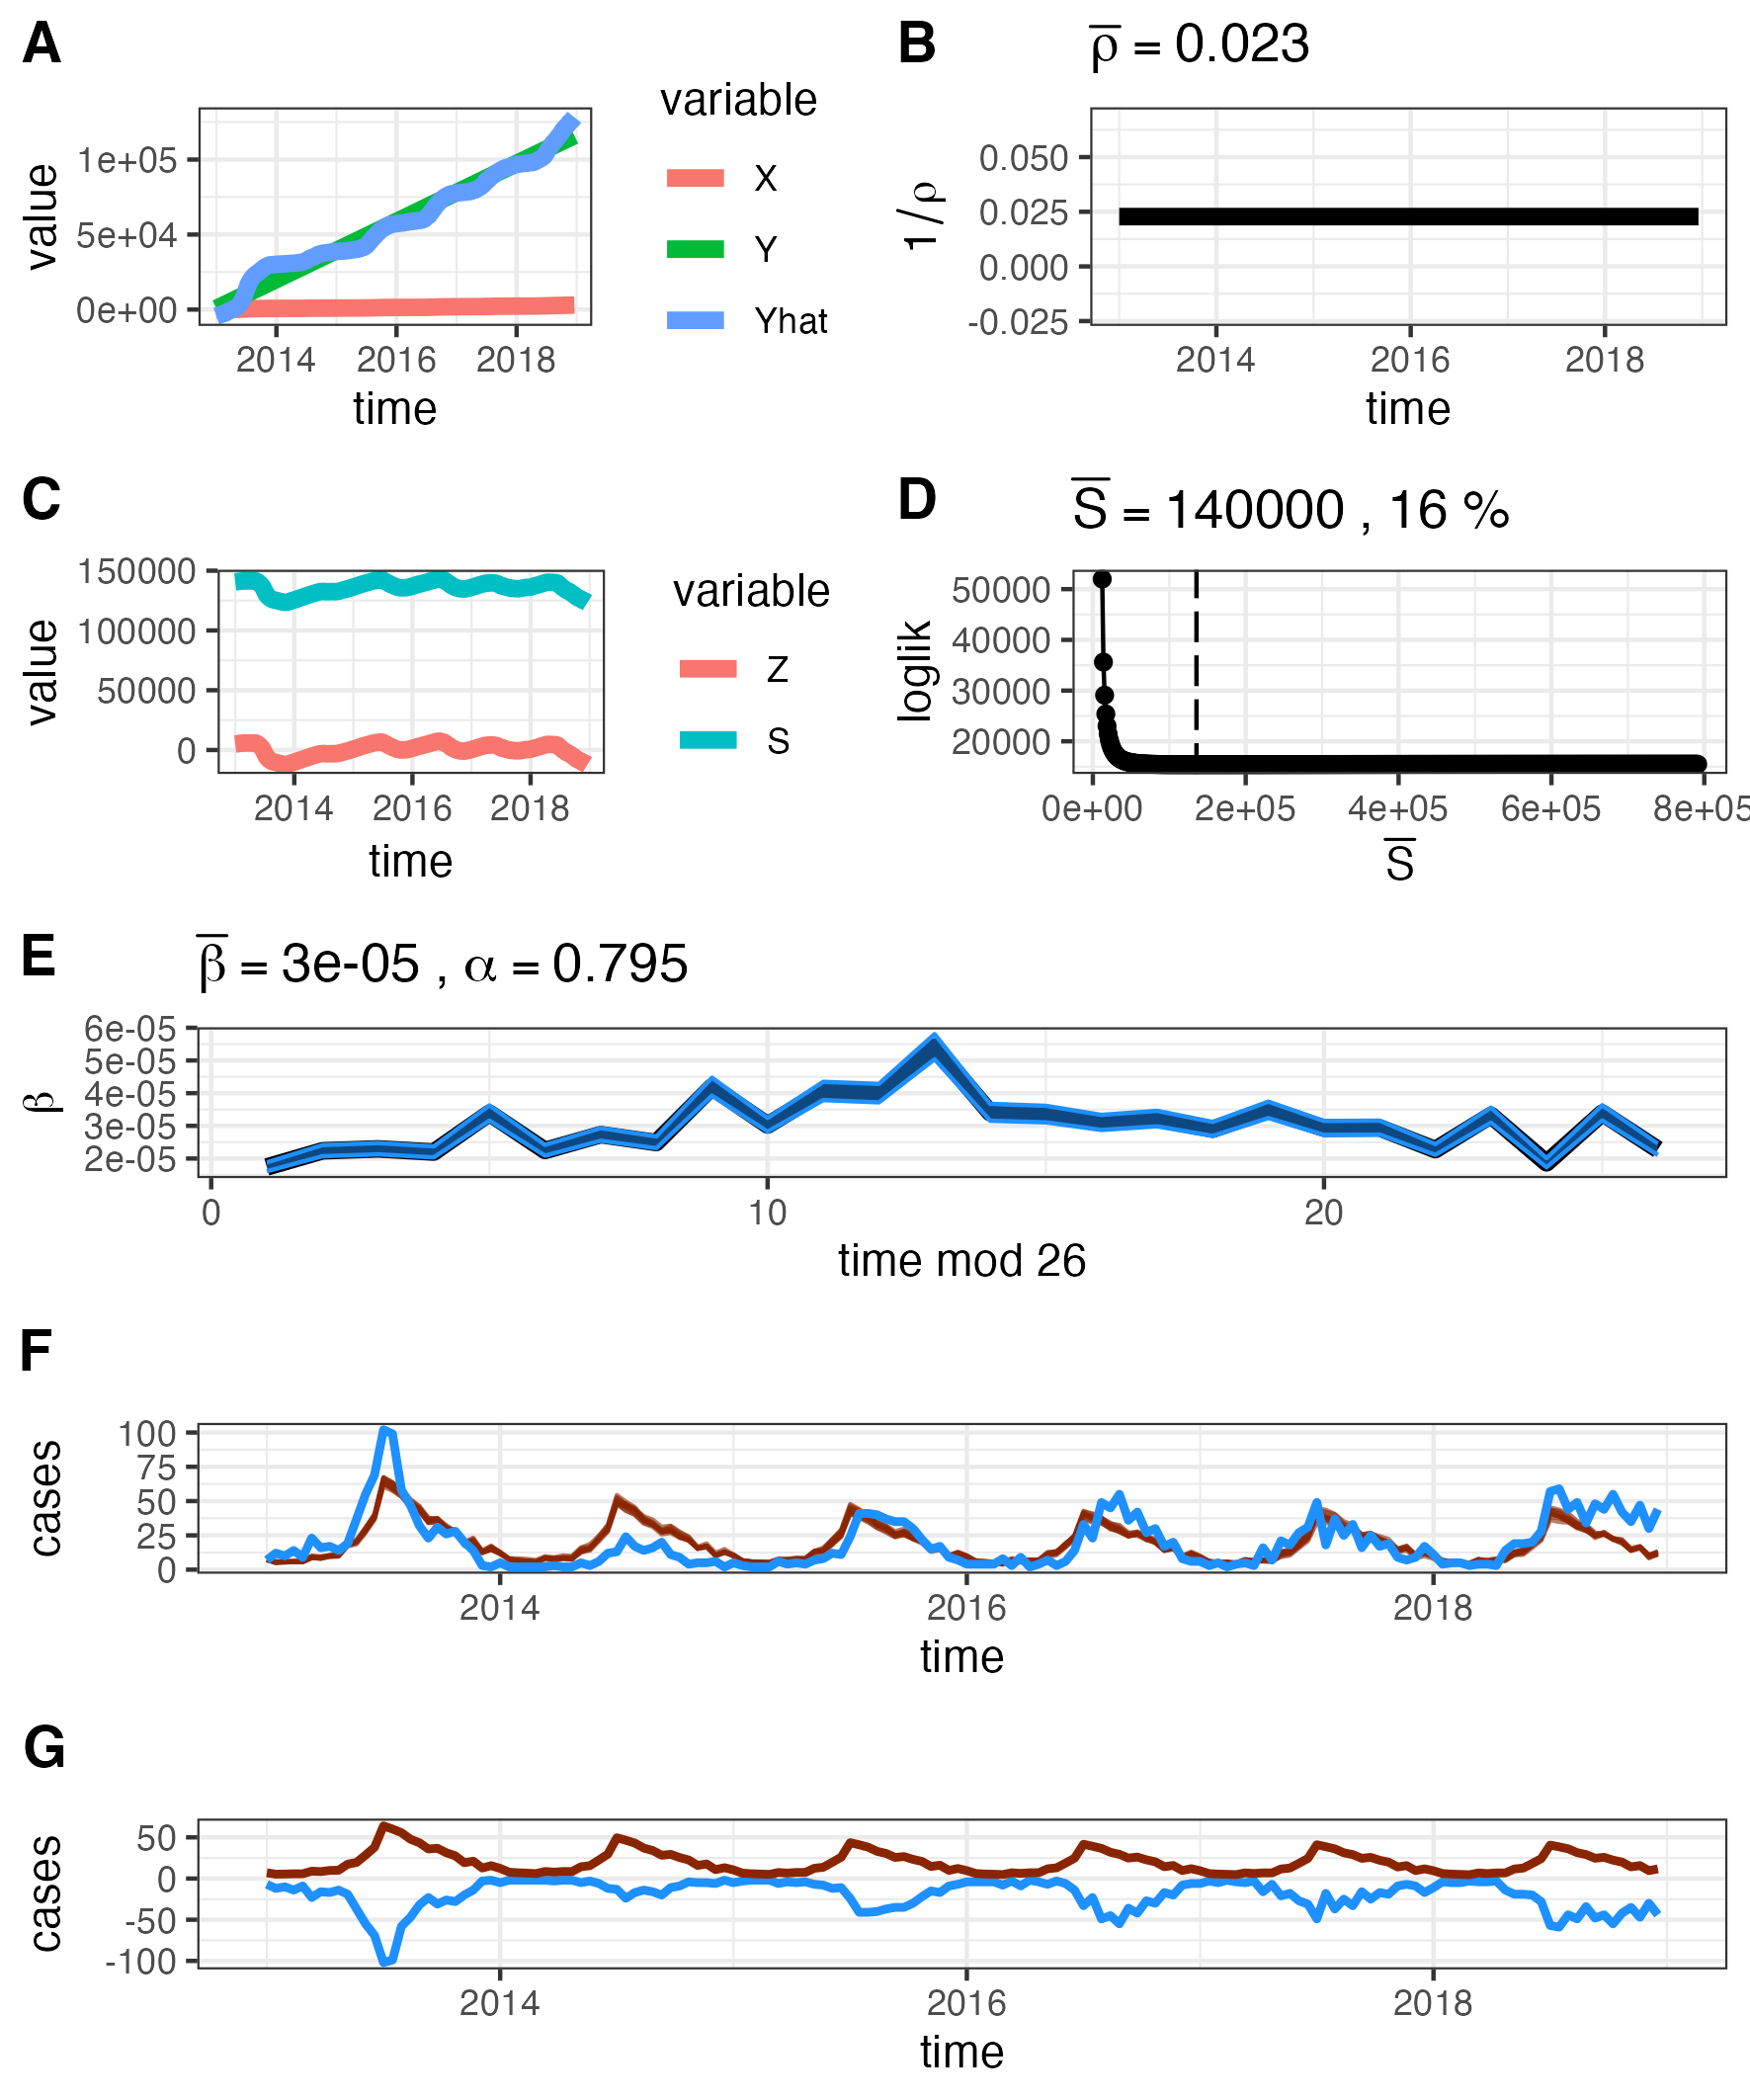 A
variable
X
Y
Yhat
value
1e+05
5e+04
0e+00
2014 2016 2018
time
B
ρ̅ = 0.023
1/ρ
0.050
0.025
0.000
-0.025
2014 2016 2018
time
C
value
150000
100000
50000
0
2014 2016 2018
time
variable
Z
S
D
S̅ = 140000 , 16 %
loglik
50000
40000
30000
20000
0e+00 2e+05 4e+05 6e+05 8e+05
S̅
E
β̅ = 3e-05 , α = 0.795
β
6e-05
5e-05
4e-05
3e-05
2e-05
0 10 20
time mod 26
F
cases
100
75
50
25
0
2014 2016 2018
time
G
cases
50
0
-50
-100
2014 2016 2018
time